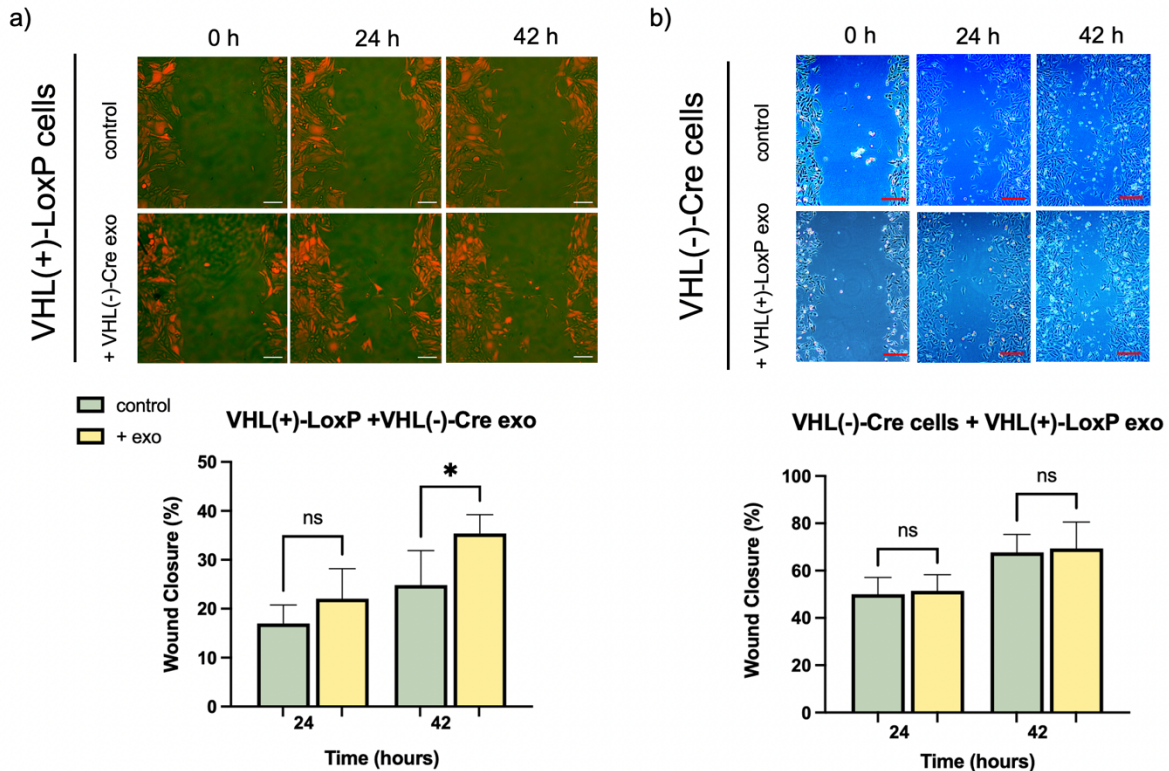 a)
0 h 24 h 42 h
VHL(+)-LoxP cells
control
+ VHL(-)-Cre exo
control
+ exo
VHL(+)-LoxP +VHL(-)-Cre exo
50
40
30
20
10
0
Wound Closure (%)
ns
*
24 42
Time (hours)
b)
0 h 24 h 42 h
VHL(-)-Cre cells
control
+ VHL(+)-LoxP exo
VHL(-)-Cre cells + VHL(+)-LoxP exo
100
80
60
40
20
0
Wound Closure (%)
ns
ns
24 42
Time (hours)